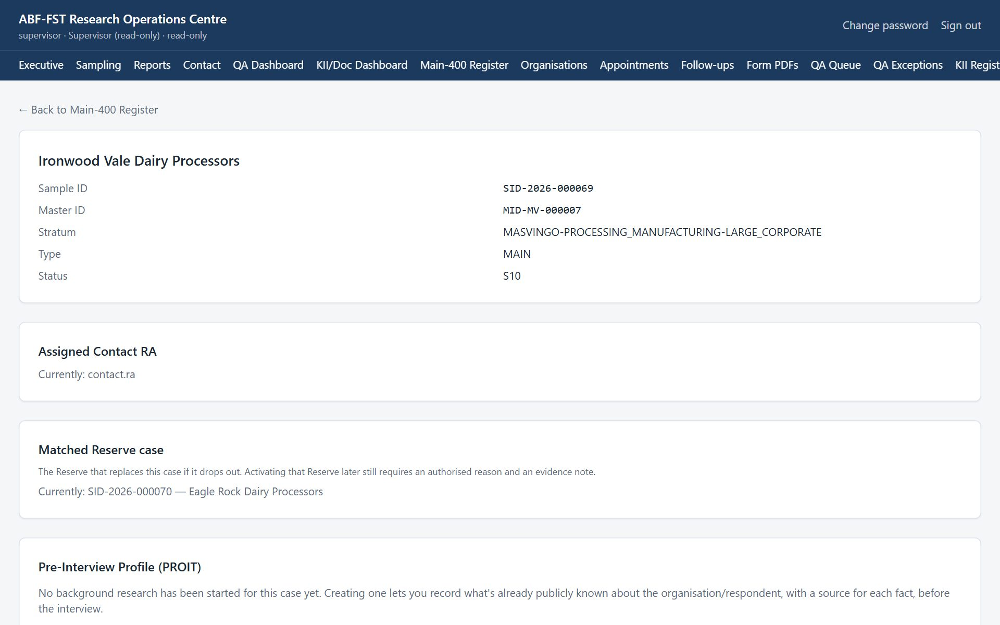 ABF-FST Research Operations Centre
supervisor · Supervisor (read-only) · read-only
Change password
Sign out
Executive
Sampling
Reports
Contact
QA Dashboard
KII/Doc Dashboard
Main-400 Register
Organisations
Appointments
Follow-ups
Form PDFs
QA Queue
QA Exceptions
KII Regist
← Back to Main-400 Register
Ironwood Vale Dairy Processors
Sample ID
SID-2026-000069
Master ID
MID-MV-000007
Stratum
MASVINGO-PROCESSING_MANUFACTURING-LARGE_CORPORATE
Type
MAIN
Status
S10
Assigned Contact RA
Currently: contact.ra
Matched Reserve case
The Reserve that replaces this case if it drops out. Activating that Reserve later still requires an authorised reason and an evidence note.
Currently: SID-2026-000070 — Eagle Rock Dairy Processors
Pre-Interview Profile (PROIT)
No background research has been started for this case yet. Creating one lets you record what's already publicly known about the organisation/respondent, with a source for each fact, before
the interview.